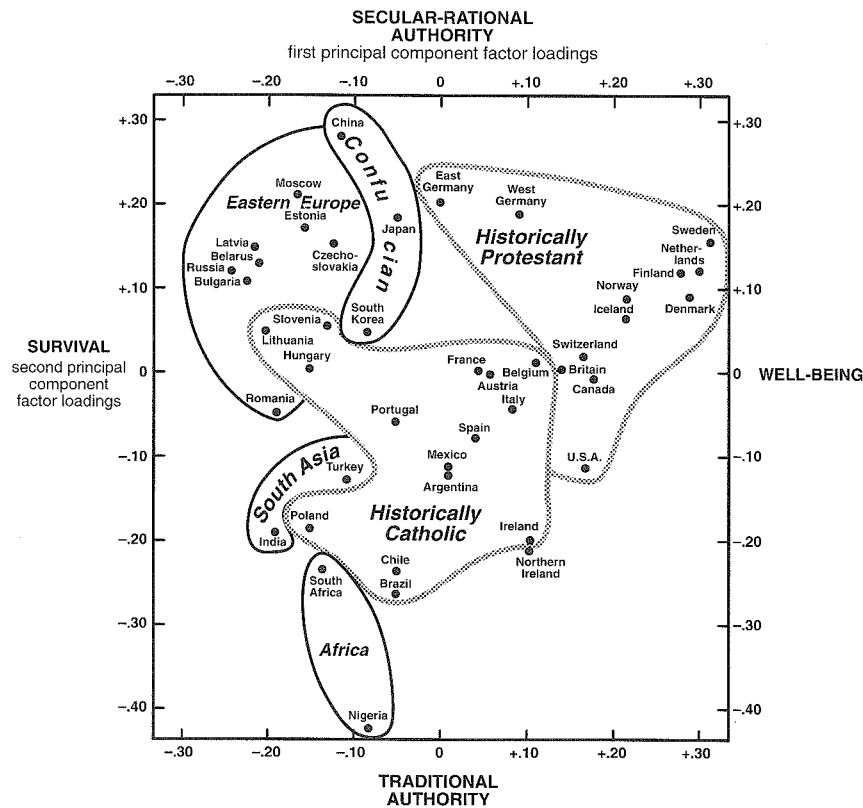 SECULAR-RATIONAL
AUTHORITY
first principal component factor loadings
–.30 –.20 –.10 0 +.10 +.20 +.30
+.30 +.30
China
Confucian
East
Germany
West
Germany
Moscow
Eastern Europe
+.20 +.20
Estonia
Japan
Historically
Protestant
Sweden
Latvia
Belarus
Russia
Bulgaria
Czecho-
slovakia
Nether-
lands
Finland
Norway
Iceland
Denmark
+.10 +.10
South
Korea
Slovenia
Lithuania
Hungary
SURVIVAL
second principal
component
factor loadings
0 0
WELL-BEING
France
Austria
Belgium
Italy
Switzerland
Britain
Canada
Romania
Portugal
Spain
–.10 –.10
South Asia
Turkey
Mexico
Argentina
U.S.A.
Historically
Catholic
Poland
India
–.20 –.20
Ireland
Northern
Ireland
South
Africa
Chile
Brazil
–.30 –.30
Africa
–.40 –.40
Nigeria
–.30 –.20 –.10 0 +.10 +.20 +.30
TRADITIONAL
AUTHORITY